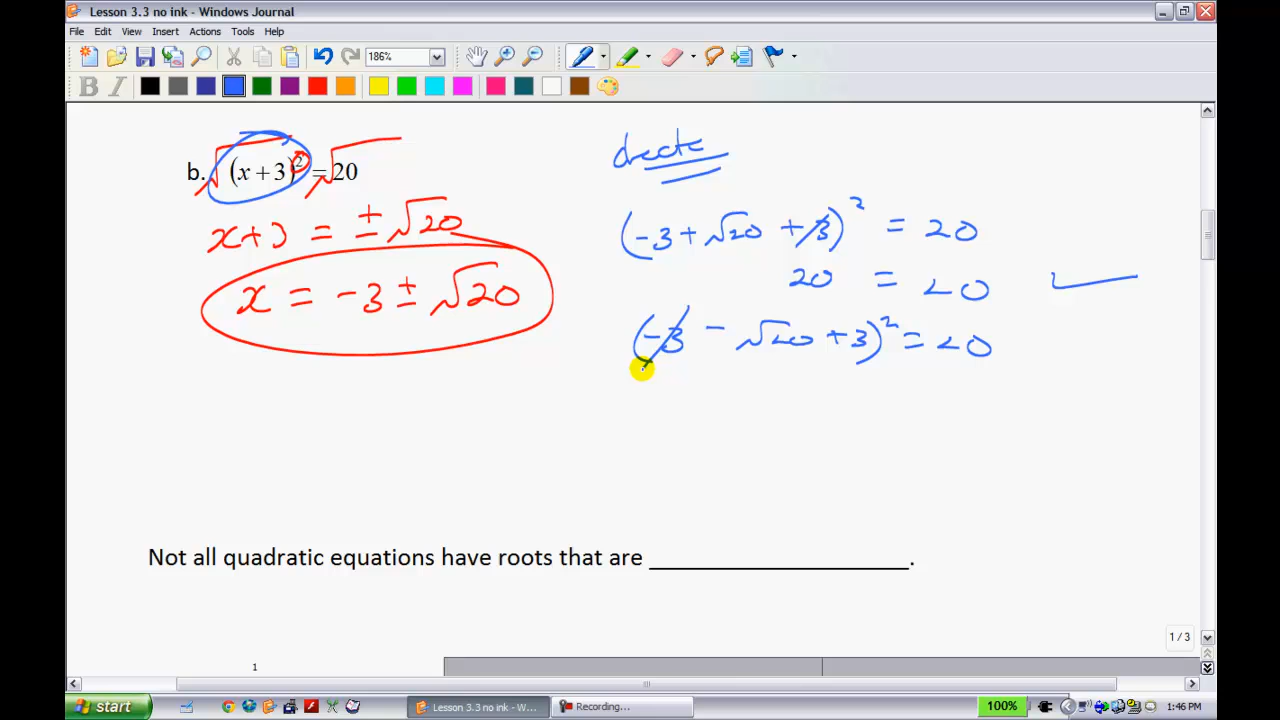 Lesson 3.3 no ink - Windows Journal
File Edit View Insert Actions Tools Help
186%
B I
b. √(x+3)² = √20
x+3 = ± √20
x = -3 ± √20
check
(-3 + √20 + 3)² = 20
20 = 20
(-3 - √20 + 3)² = 20
Not all quadratic equations have roots that are ____________________.
1 / 3
1
start
Lesson 3.3 no ink - W...
Recording...
100%
1:46 PM